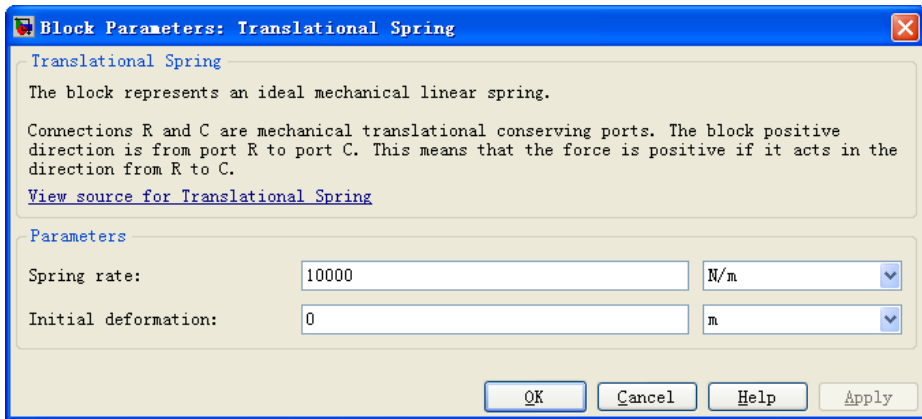 Block Parameters: Translational Spring
Translational Spring
The block represents an ideal mechanical linear spring.
Connections R and C are mechanical translational conserving ports. The block positive
direction is from port R to port C. This means that the force is positive if it acts in the
direction from R to C.
View source for Translational Spring
Parameters
Spring rate: 10000 N/m
Initial deformation: 0 m
OK Cancel Help Apply